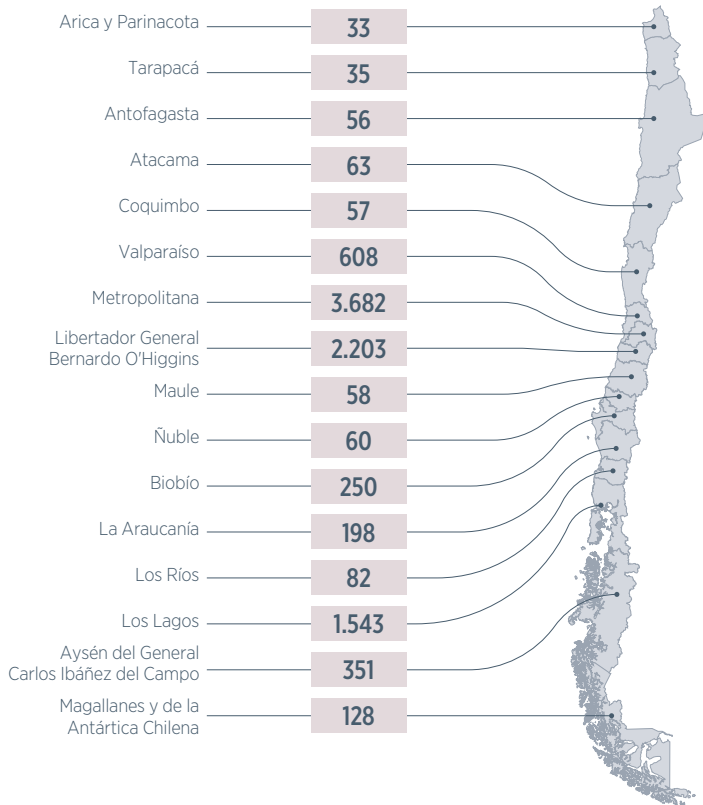 Arica y Parinacota 33
Tarapacá 35
Antofagasta 56
Atacama 63
Coquimbo 57
Valparaíso 608
Metropolitana 3.682
Libertador General
Bernardo O'Higgins 2.203
Maule 58
Ñuble 60
Biobío 250
La Araucanía 198
Los Ríos 82
Los Lagos 1.543
Aysén del General
Carlos Ibáñez del Campo 351
Magallanes y de la
Antártica Chilena 128